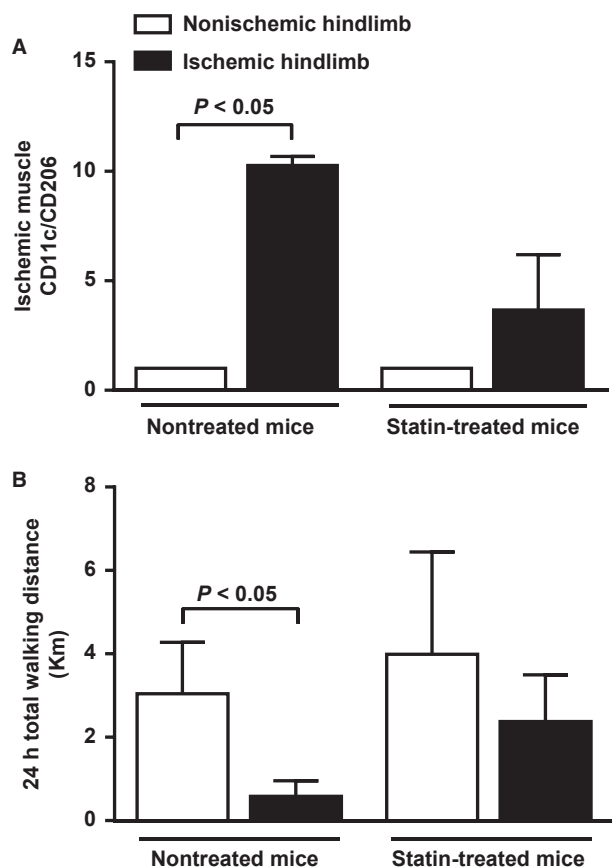 Nonischemic hindlimb
Ischemic hindlimb
A
15
10
5
0
Ischemic muscle
CD11c/CD206
P < 0.05
Nontreated mice
Statin-treated mice
B
8
6
4
2
0
24 h total walking distance
(Km)
P < 0.05
Nontreated mice
Statin-treated mice